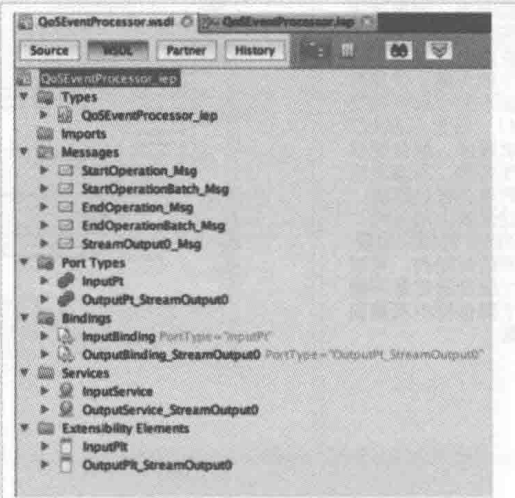 QoSEventProcessor.wsdl QoSEventProcessor.iep
Source WSDL Partner History
QoSEventProcessor_iep
Types
QoSEventProcessor_iep
Imports
Messages
StartOperation_Msg
StartOperationBatch_Msg
EndOperation_Msg
EndOperationBatch_Msg
StreamOutput0_Msg
Port Types
InputPt
OutputPt_StreamOutput0
Bindings
InputBinding PortType="InputPt"
OutputBinding_StreamOutput0 PortType="OutputPt_StreamOutput0"
Services
InputService
OutputService_StreamOutput0
Extensibility Elements
InputPlt
OutputPlt_StreamOutput0